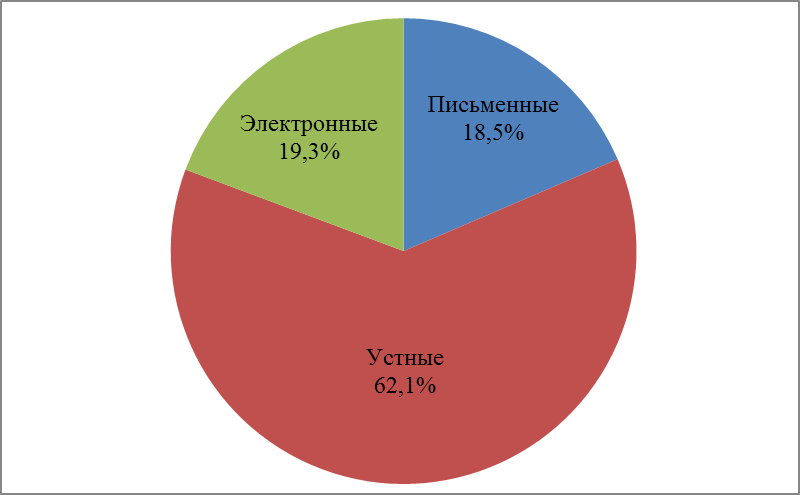 Письменные
18,5%
Электронные
19,3%
Устные
62,1%